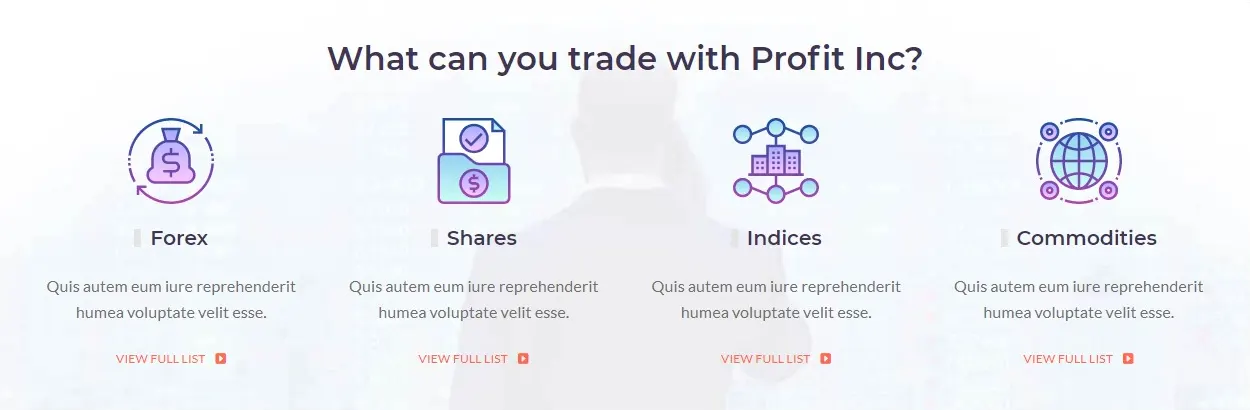 What can you trade with Profit Inc?
Forex
Quis autem eum iure reprehenderit
humea voluptate velit esse.
VIEW FULL LIST
Shares
Quis autem eum iure reprehenderit
humea voluptate velit esse.
VIEW FULL LIST
Indices
Quis autem eum iure reprehenderit
humea voluptate velit esse.
VIEW FULL LIST
Commodities
Quis autem eum iure reprehenderit
humea voluptate velit esse.
VIEW FULL LIST